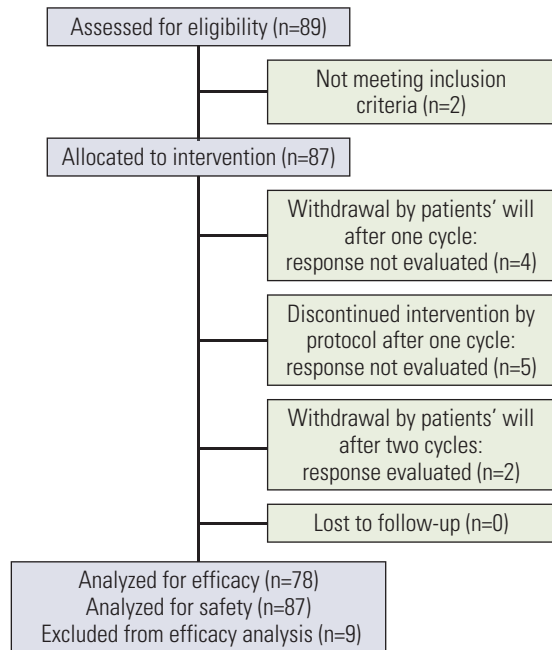 Assessed for eligibility (n=89)
Not meeting inclusion
criteria (n=2)
Allocated to intervention (n=87)
Withdrawal by patients’ will
after one cycle:
response not evaluated (n=4)
Discontinued intervention by
protocol after one cycle:
response not evaluated (n=5)
Withdrawal by patients’ will
after two cycles:
response evaluated (n=2)
Lost to follow-up (n=0)
Analyzed for efficacy (n=78)
Analyzed for safety (n=87)
Excluded from efficacy analysis (n=9)